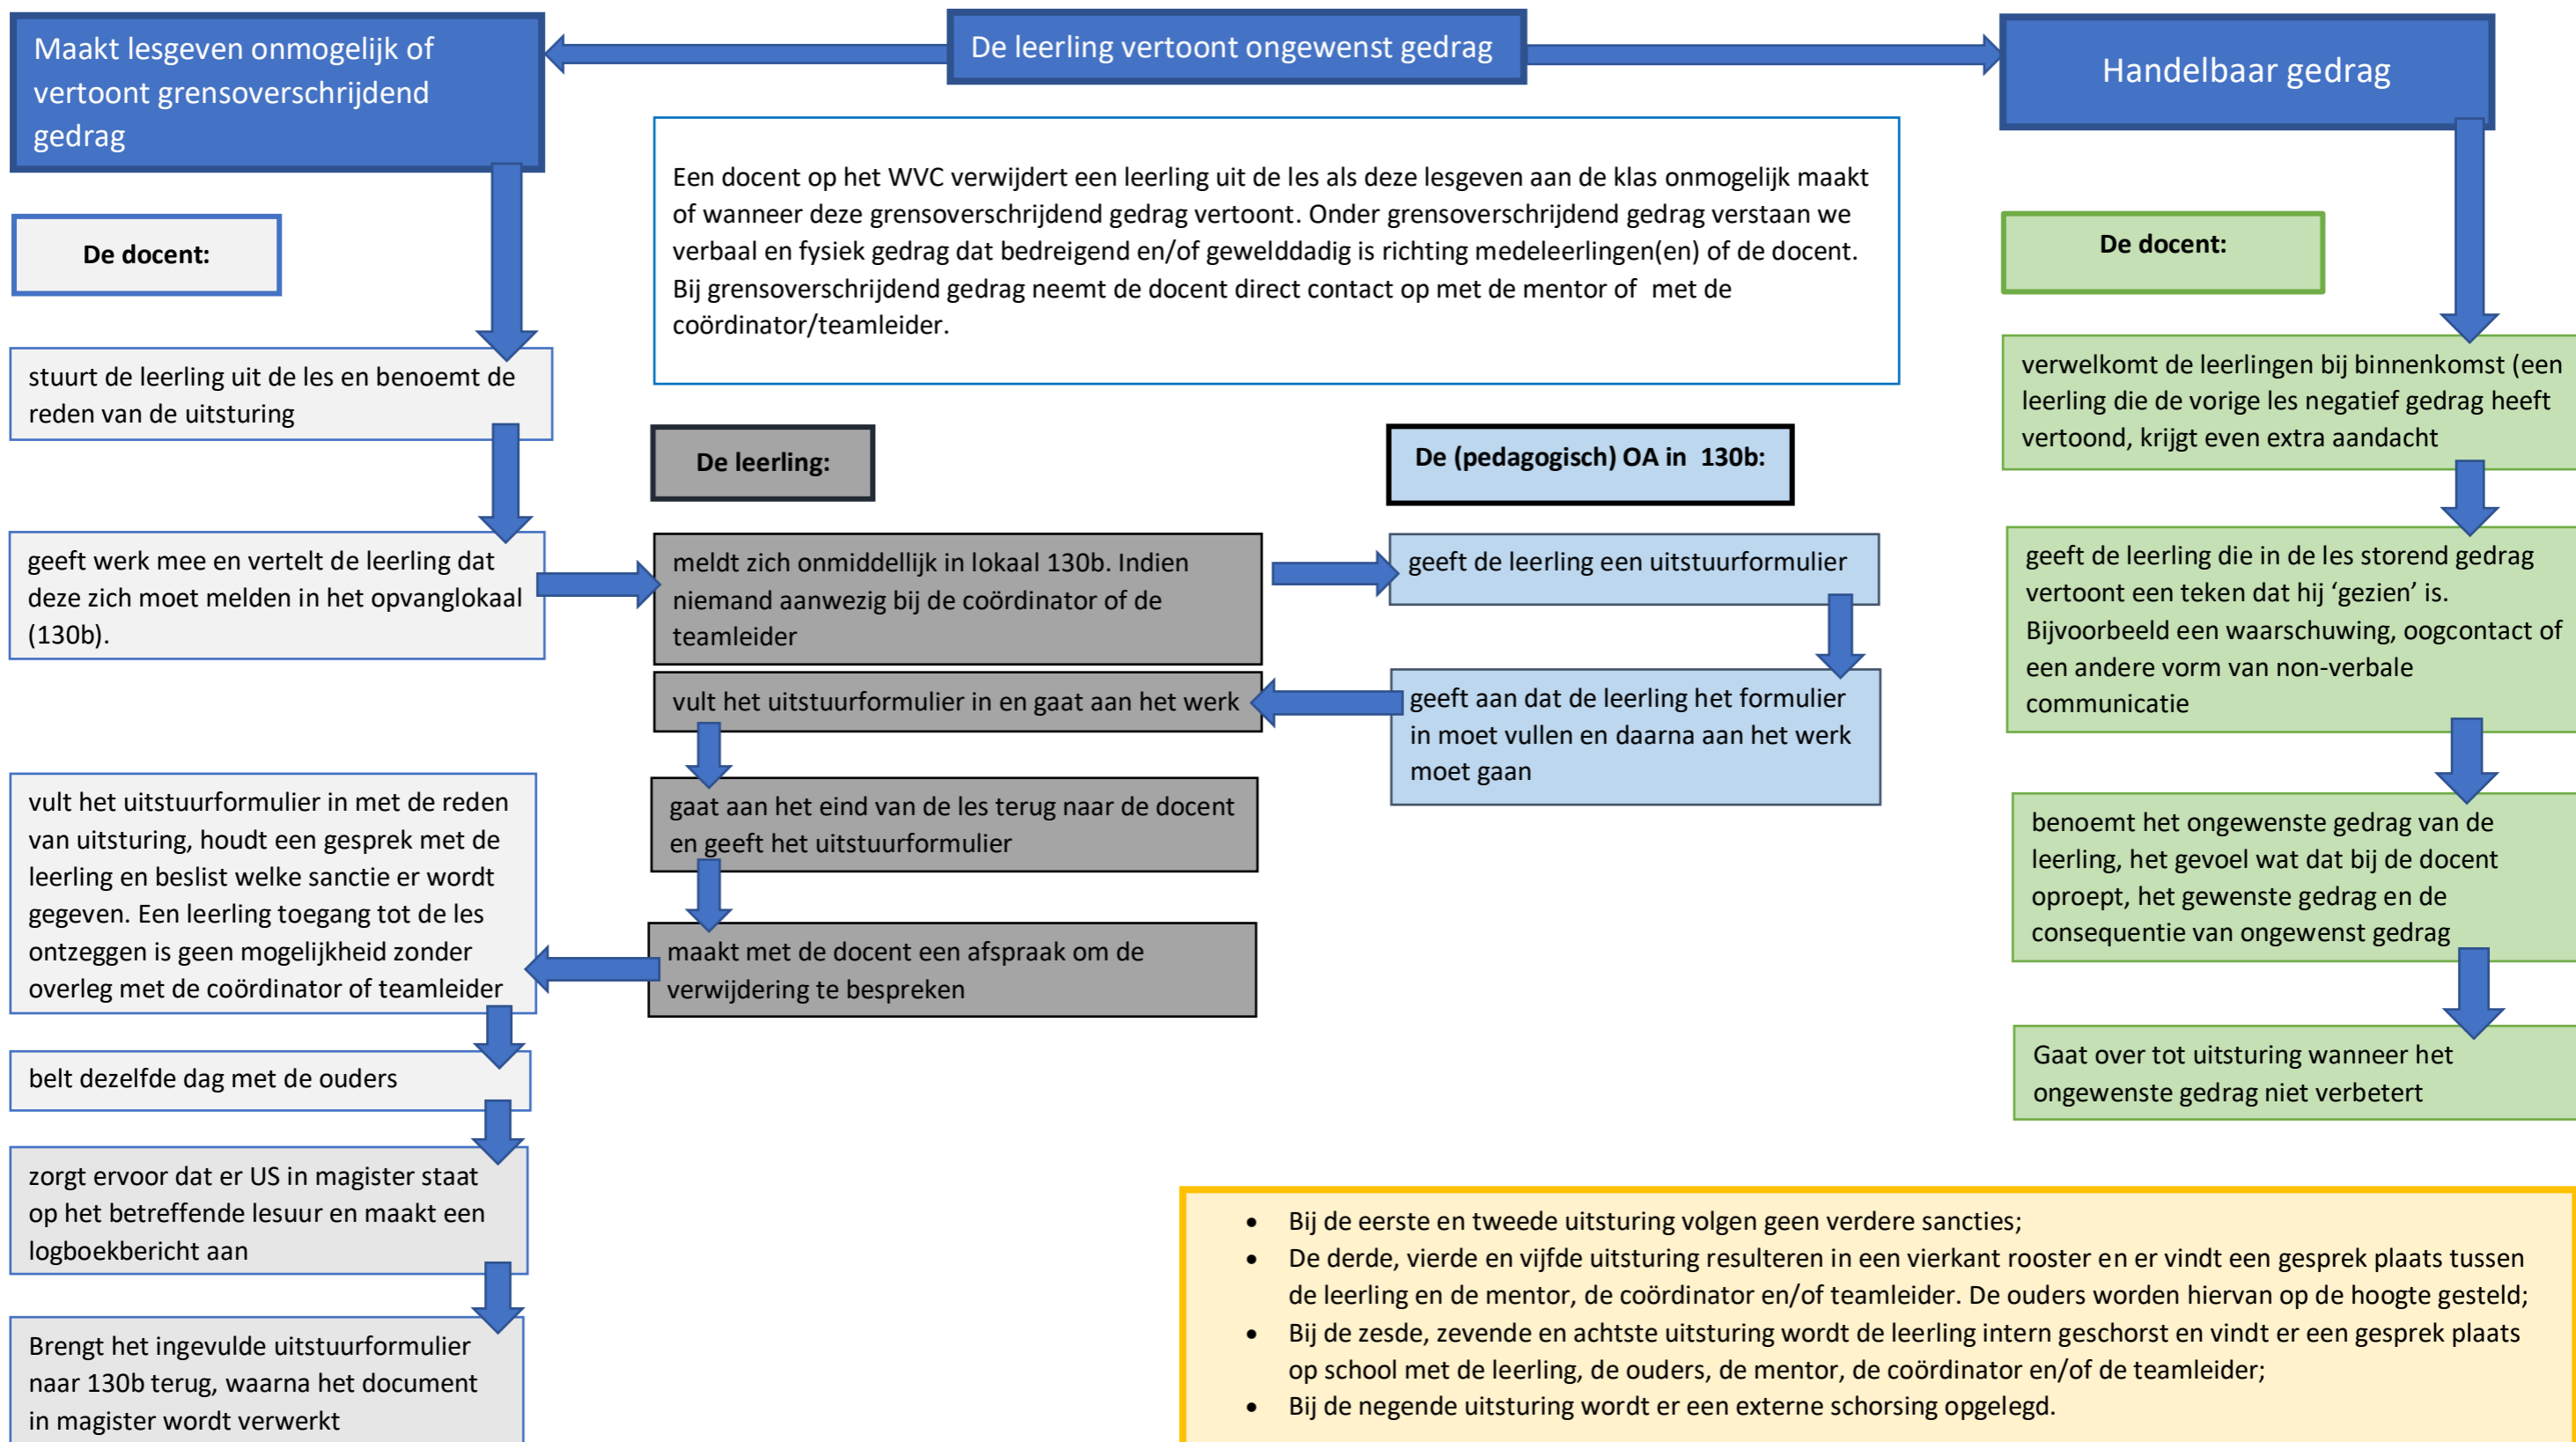 Maakt lesgeven onmogelijk of
vertoont grensoverschrijdend
gedrag
De leerling vertoont ongewenst gedrag
Handelbaar gedrag
Een docent op het WVC verwijdert een leerling uit de les als deze lesgeven aan de klas onmogelijk maakt
of wanneer deze grensoverschrijdend gedrag vertoont. Onder grensoverschrijdend gedrag verstaan we
verbaal en fysiek gedrag dat bedreigend en/of gewelddadig is richting medeleerlingen(en) of de docent.
Bij grensoverschrijdend gedrag neemt de docent direct contact op met de mentor of  met de
coördinator/teamleider.
De docent:
stuurt de leerling uit de les en benoemt de
reden van de uitsturing
geeft werk mee en vertelt de leerling dat
deze zich moet melden in het opvanglokaal
(130b).
De leerling:
meldt zich onmiddellijk in lokaal 130b. Indien
niemand aanwezig bij de coördinator of de
teamleider
De (pedagogisch) OA in  130b:
geeft de leerling een uitstuurformulier
geeft aan dat de leerling het formulier
in moet vullen en daarna aan het werk
moet gaan
vult het uitstuurformulier in en gaat aan het werk
gaat aan het eind van de les terug naar de docent
en geeft het uitstuurformulier
maakt met de docent een afspraak om de
verwijdering te bespreken
vult het uitstuurformulier in met de reden
van uitsturing, houdt een gesprek met de
leerling en beslist welke sanctie er wordt
gegeven. Een leerling toegang tot de les
ontzeggen is geen mogelijkheid zonder
overleg met de coördinator of teamleider
belt dezelfde dag met de ouders
zorgt ervoor dat er US in magister staat
op het betreffende lesuur en maakt een
logboekbericht aan
Brengt het ingevulde uitstuurformulier
naar 130b terug, waarna het document
in magister wordt verwerkt
De docent:
verwelkomt de leerlingen bij binnenkomst (een
leerling die de vorige les negatief gedrag heeft
vertoond, krijgt even extra aandacht
geeft de leerling die in de les storend gedrag
vertoont een teken dat hij ‘gezien’ is.
Bijvoorbeeld een waarschuwing, oogcontact of
een andere vorm van non-verbale
communicatie
benoemt het ongewenste gedrag van de
leerling, het gevoel wat dat bij de docent
oproept, het gewenste gedrag en de
consequentie van ongewenst gedrag
Gaat over tot uitsturing wanneer het
ongewenste gedrag niet verbetert
• Bij de eerste en tweede uitsturing volgen geen verdere sancties;
• De derde, vierde en vijfde uitsturing resulteren in een vierkant rooster en er vindt een gesprek plaats tussen
de leerling en de mentor, de coördinator en/of teamleider. De ouders worden hiervan op de hoogte gesteld;
• Bij de zesde, zevende en achtste uitsturing wordt de leerling intern geschorst en vindt er een gesprek plaats
op school met de leerling, de ouders, de mentor, de coördinator en/of de teamleider;
• Bij de negende uitsturing wordt er een externe schorsing opgelegd.